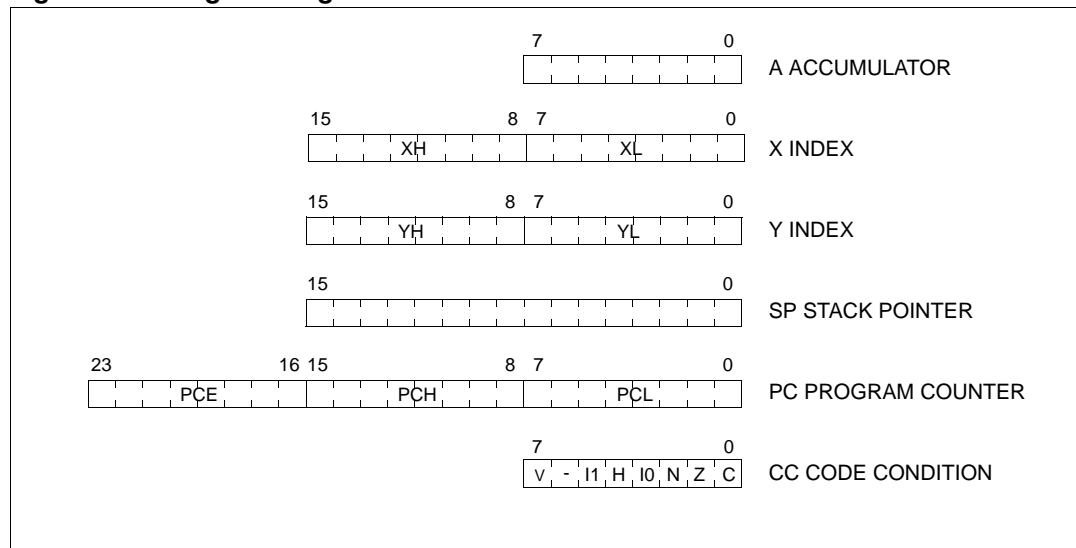 7 0
A ACCUMULATOR
15 8 7 0
XH XL X INDEX
15 8 7 0
YH YL Y INDEX
15 0
SP STACK POINTER
23 16 15 8 7 0
PCE PCH PCL PC PROGRAM COUNTER
7 0
V - I1 H I0 N Z C CC CODE CONDITION